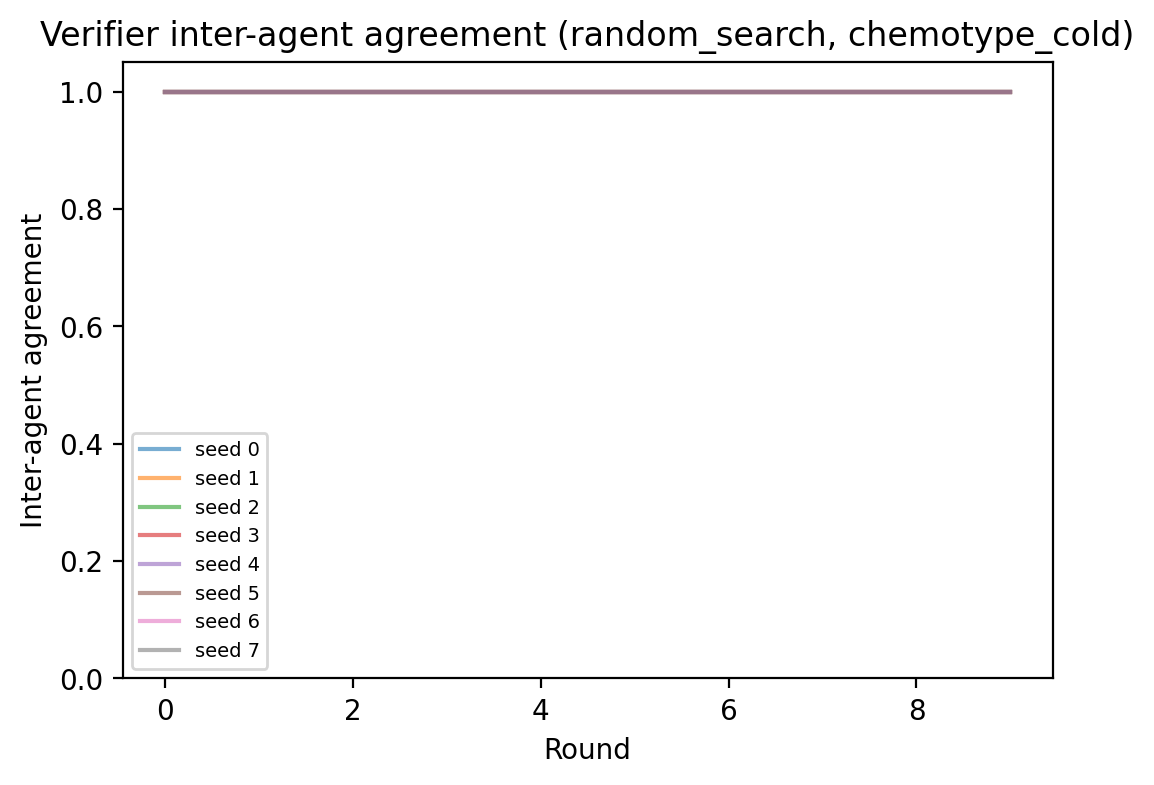 Verifier inter-agent agreement (random_search, chemotype_cold)
Inter-agent agreement
1.0
0.8
0.6
0.4
0.2
0.0
seed 0
seed 1
seed 2
seed 3
seed 4
seed 5
seed 6
seed 7
0 2 4 6 8
Round